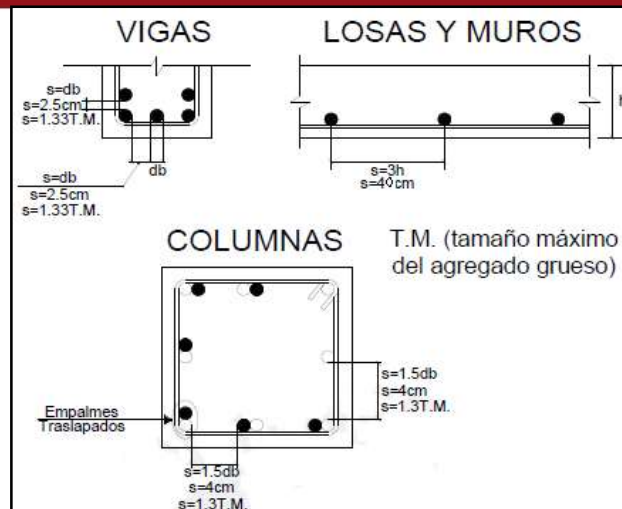 VIGAS
s=db
s=2.5cm
s=1.33T.M.
s=db
s=2.5cm
s=1.33T.M.
db
LOSAS Y MUROS
s=3h
s=40cm
h
COLUMNAS
T.M. (tamaño máximo
del agregado grueso)
s=1.5db
s=4cm
s=1.3T.M.
Empalmes
Traslapados
s=1.5db
s=4cm
s=1.3T.M.